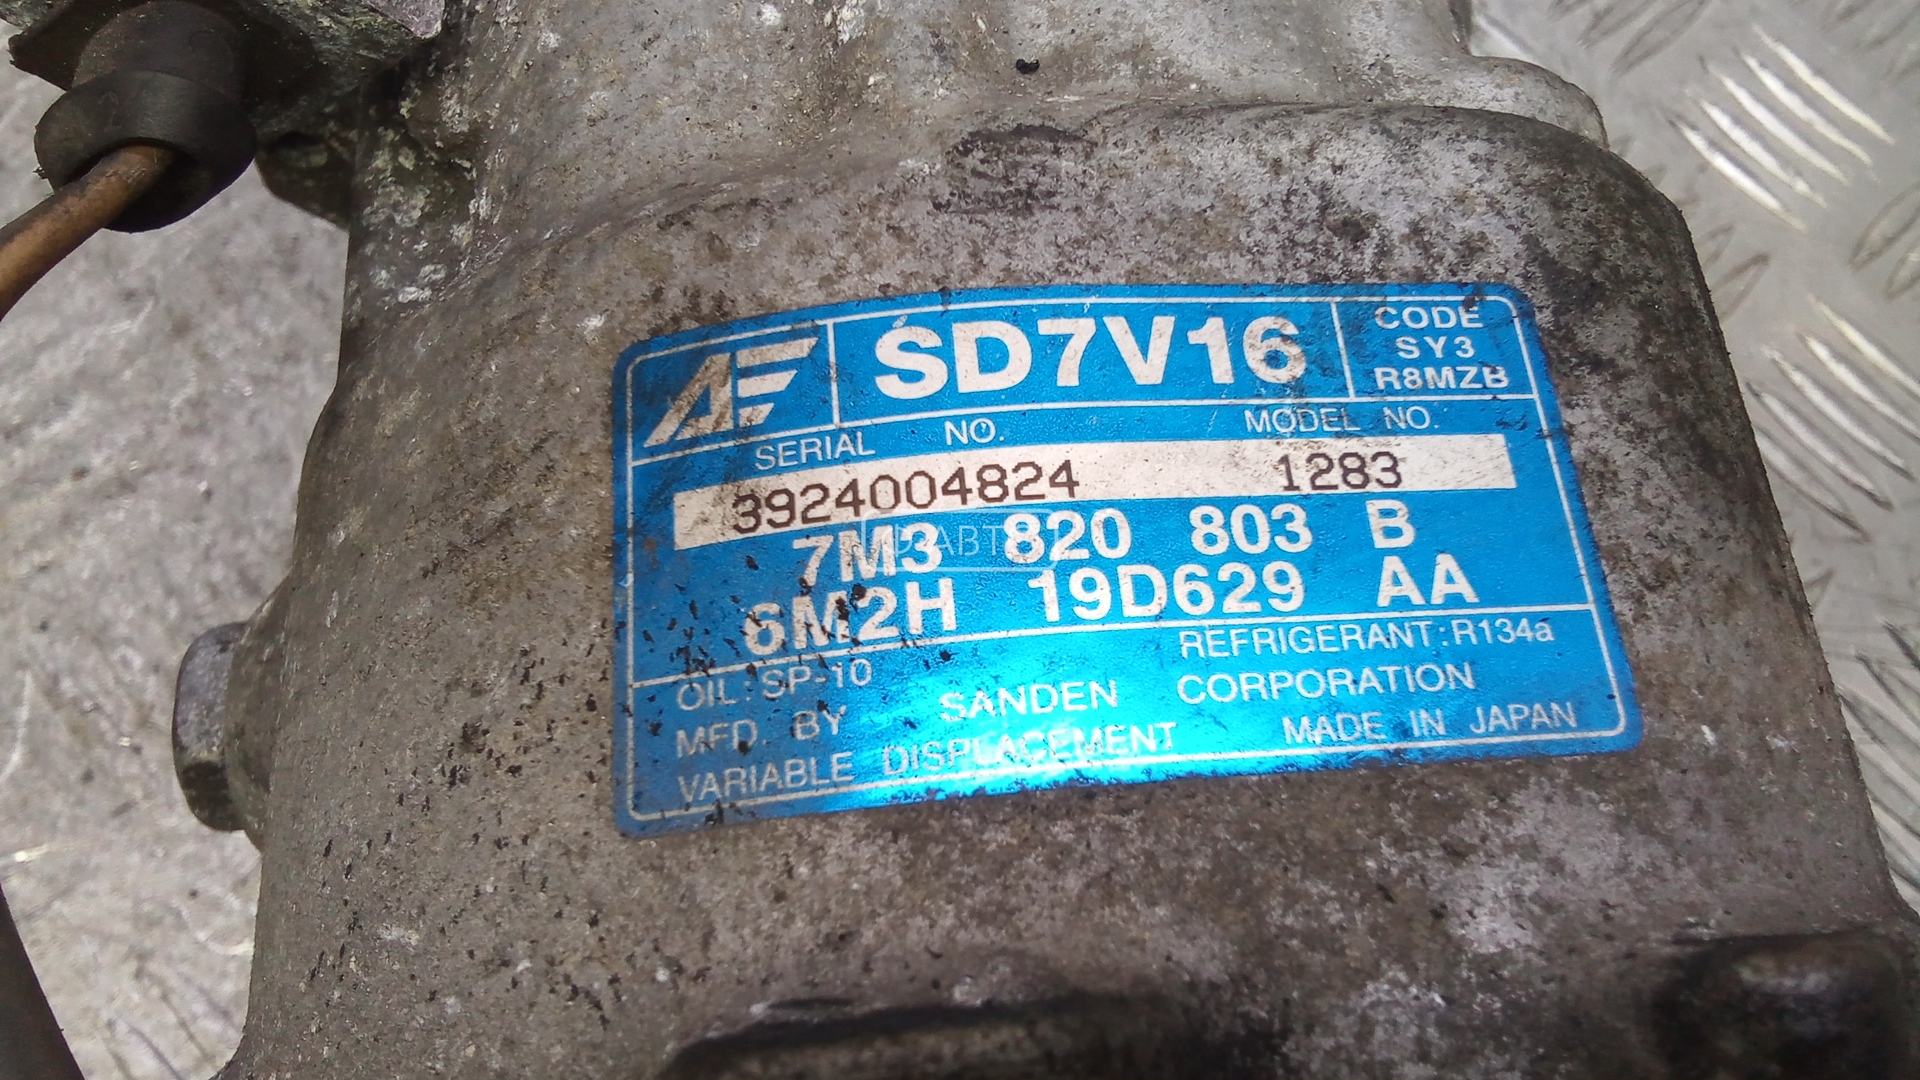 AF SD7V16 CODE
SY3
R8MZB
SERIAL NO. MODEL NO.
3924004824 1283
7M3 820 803 B
6M2H 19D629 AA
OIL: SP-10 REFRIGERANT: R134a
MFD. BY SANDEN CORPORATION
VARIABLE DISPLACEMENT MADE IN JAPAN